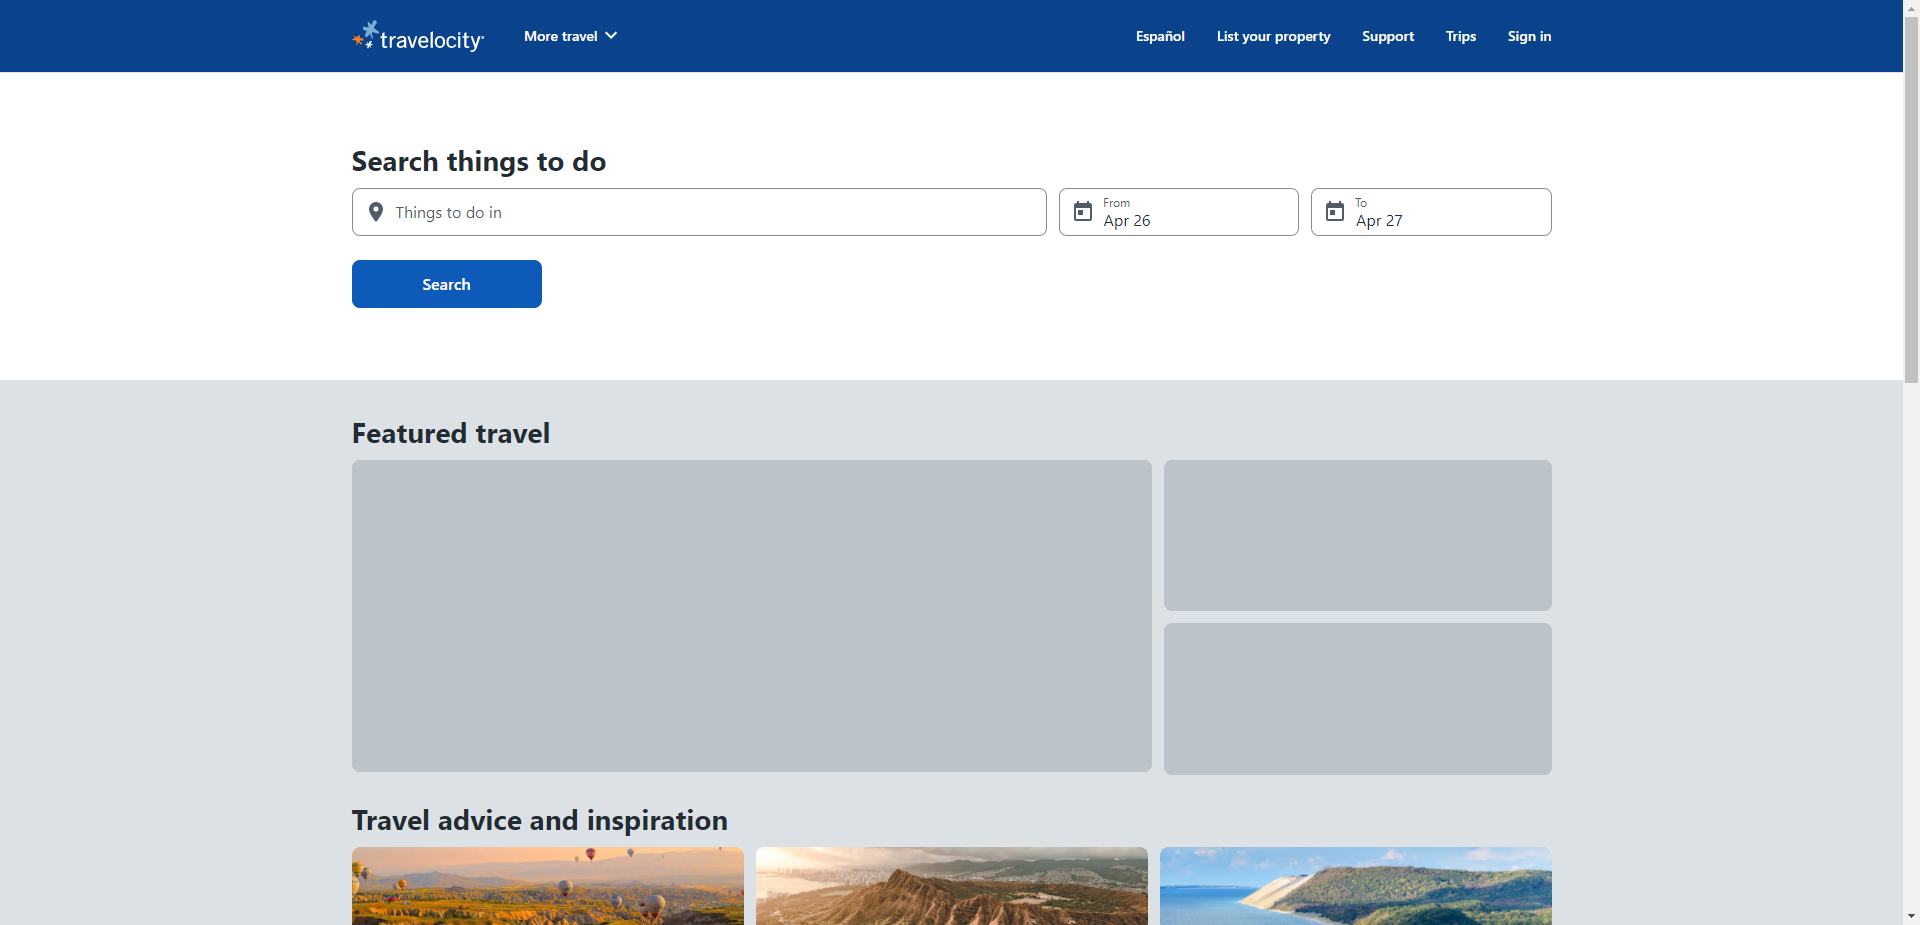 travelocity
More travel
Español
List your property
Support
Trips
Sign in
Search things to do
Things to do in
From
Apr 26
To
Apr 27
Search
Featured travel
Travel advice and inspiration